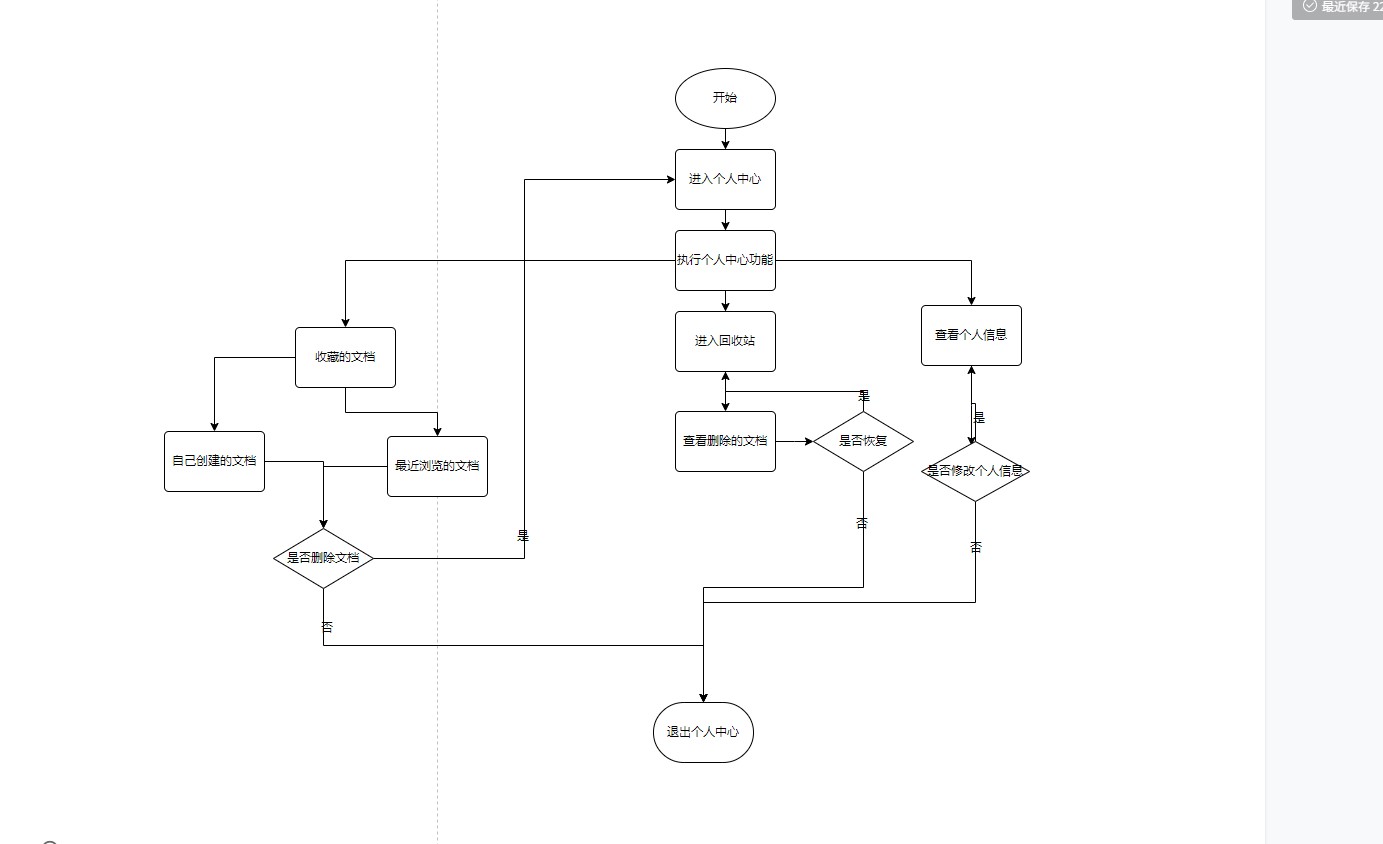 最近保存 22
开始
进入个人中心
执行个人中心功能
进入回收站
查看个人信息
收藏的文档
是
是
自己创建的文档
最近浏览的文档
查看删除的文档
是否恢复
是否修改个人信息
是
否
否
是否删除文档
否
退出个人中心